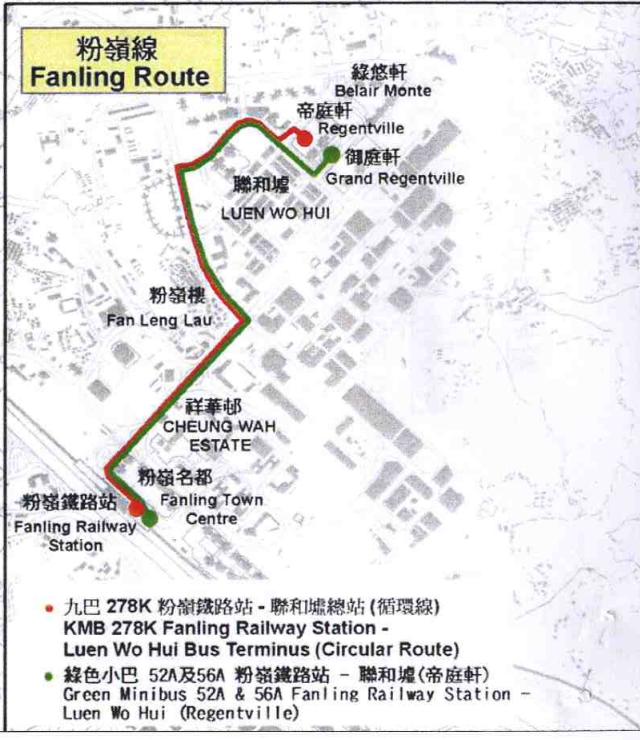 粉嶺線
Fanling Route
綠悠軒
Belair Monte
帝庭軒
Regentville
御庭軒
Grand Regentville
聯和墟
LUEN WO HUI
粉嶺樓
Fan Leng Lau
祥華邨
CHEUNG WAH
ESTATE
粉嶺名都
Fanling Town
Centre
粉嶺鐵路站
Fanling Railway
Station
• 九巴 278K 粉嶺鐵路站 - 聯和墟總站 (循環線)
KMB 278K Fanling Railway Station -
Luen Wo Hui Bus Terminus (Circular Route)
• 綠色小巴 52A及56A 粉嶺鐵路站 - 聯和墟(帝庭軒)
Green Minibus 52A & 56A Fanling Railway Station -
Luen Wo Hui (Regentville)